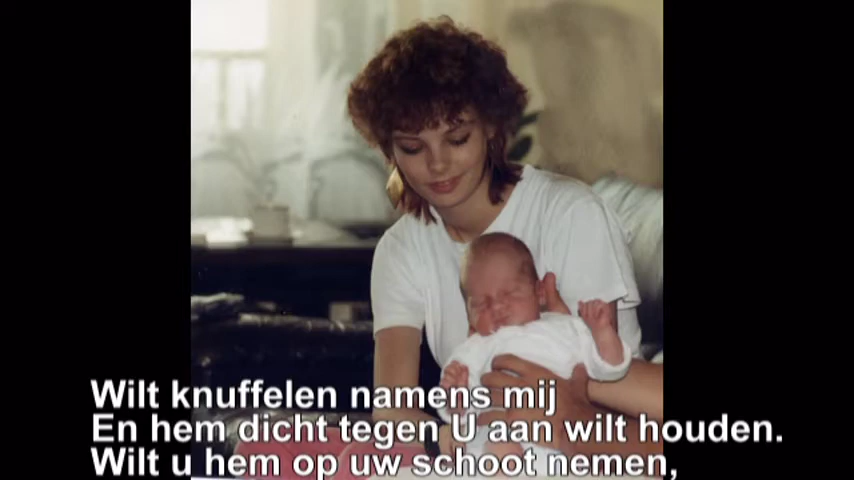 Wilt knuffelen namens mij
En hem dicht tegen U aan wilt houden.
Wilt u hem op uw schoot nemen,